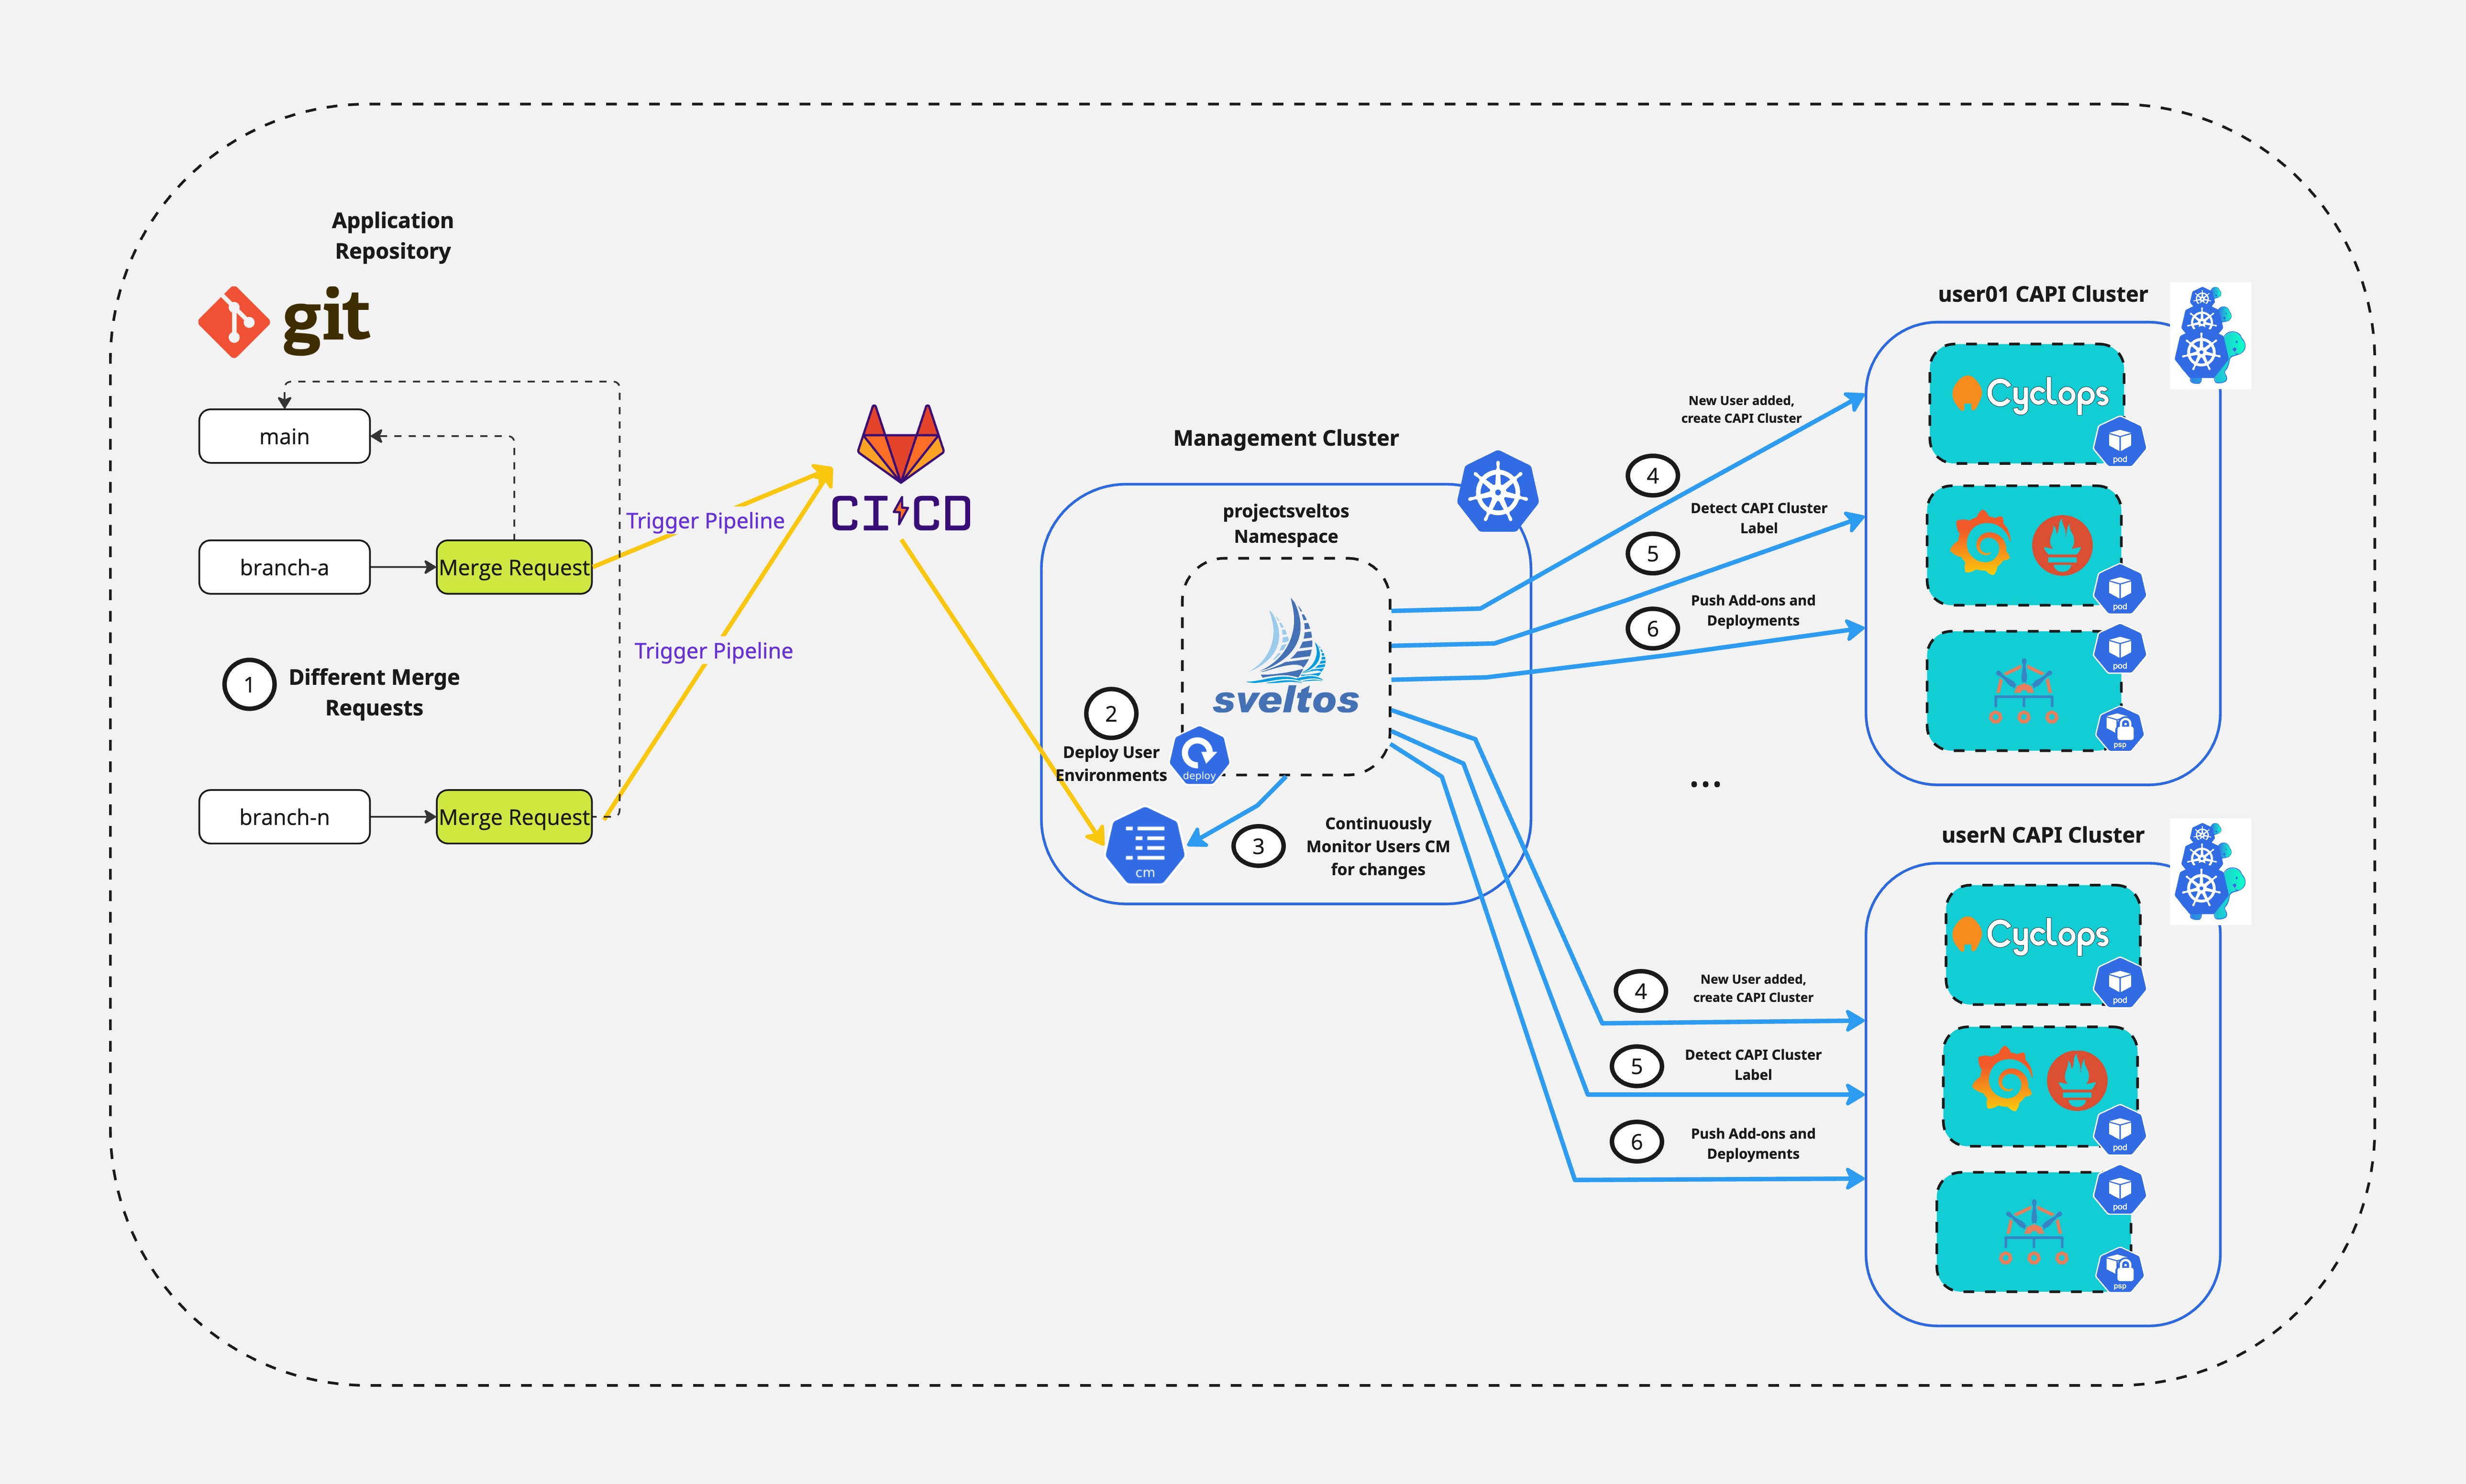 Application
Repository
git
main
branch-a
Merge Request
Trigger Pipeline
Trigger Pipeline
1
Different Merge
Requests
branch-n
Merge Request
CI CD
Management Cluster
projectsveltos
Namespace
sveltos
deploy
2
Deploy User
Environments
cm
3
Continuously
Monitor Users CM
for changes
4
New User added,
create CAPI Cluster
5
Detect CAPI Cluster
Label
6
Push Add-ons and
Deployments
...
4
New User added,
create CAPI Cluster
5
Detect CAPI Cluster
Label
6
Push Add-ons and
Deployments
user01 CAPI Cluster
Cyclops
pod
pod
pod
psp
userN CAPI Cluster
Cyclops
pod
pod
pod
psp